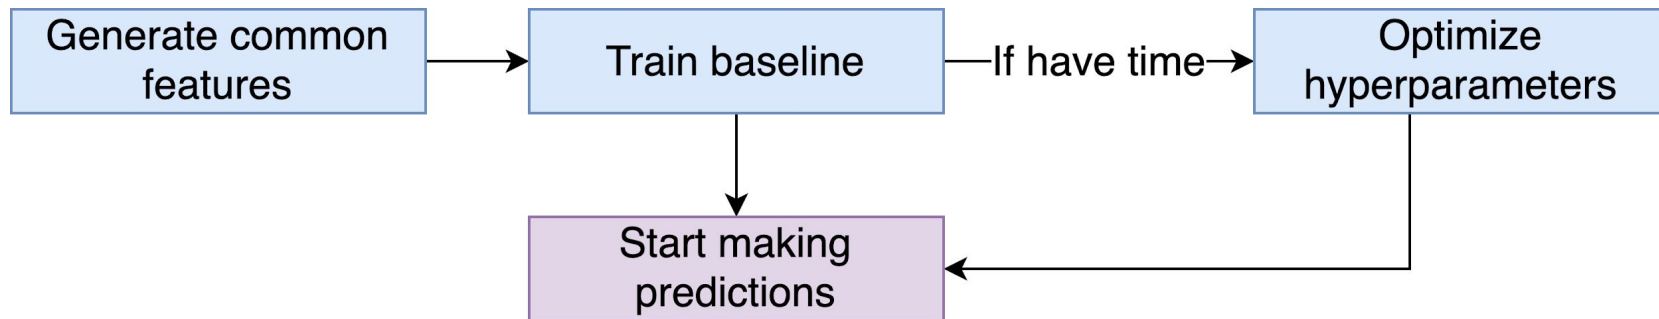 Generate common
features
Train baseline
If have time
Optimize
hyperparameters
Start making
predictions